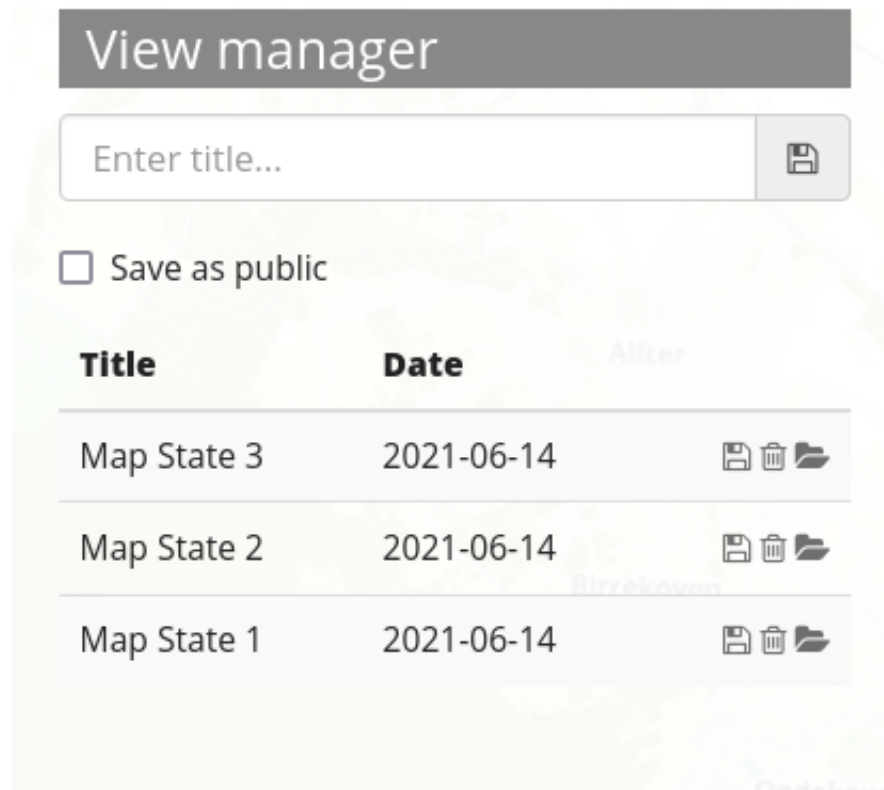 View manager
Enter title...
Save as public
Title Date
Alfter
Map State 3 2021-06-14
Map State 2 2021-06-14
Birrekoven
Map State 1 2021-06-14